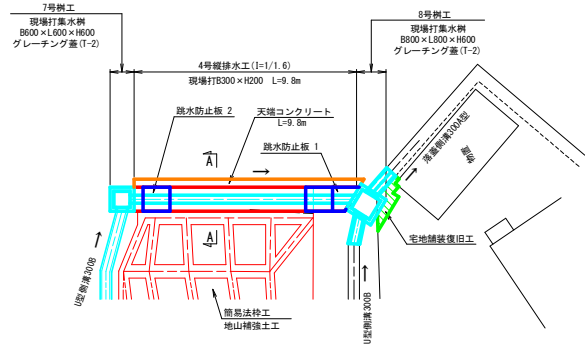 7号桝工
現場打集水桝
B600×L600×H600
グレーチング蓋(T-2)
4号縦排水工(I=1/1.6)
現場打B300×H200 L=9.8m
8号桝工
現場打集水桝
B800×L800×H600
グレーチング蓋(T-2)
跳水防止板 2
天端コンクリート
L=9.8m
跳水防止板 1
A
A
落蓋側溝300A型
宅地舗装復旧工
U型側溝300B
簡易法枠工
地山補強土工
U型側溝300B